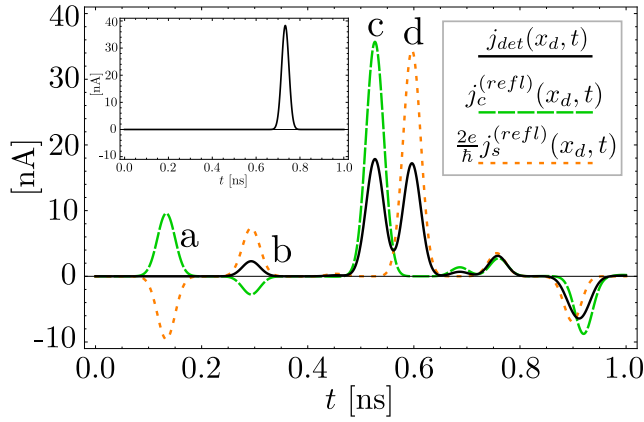 40
30
20
10
0
-10
[nA]
0.0 0.2 0.4 0.6 0.8 1.0
t [ns]
a
b
c
d
j_{det}(x_d, t)
j_c^{(refl)}(x_d, t)
\frac{2e}{\hbar} j_s^{(refl)}(x_d, t)
40
30
20
10
0
-10
[nA]
0.0 0.2 0.4 0.6 0.8 1.0
t [ns]